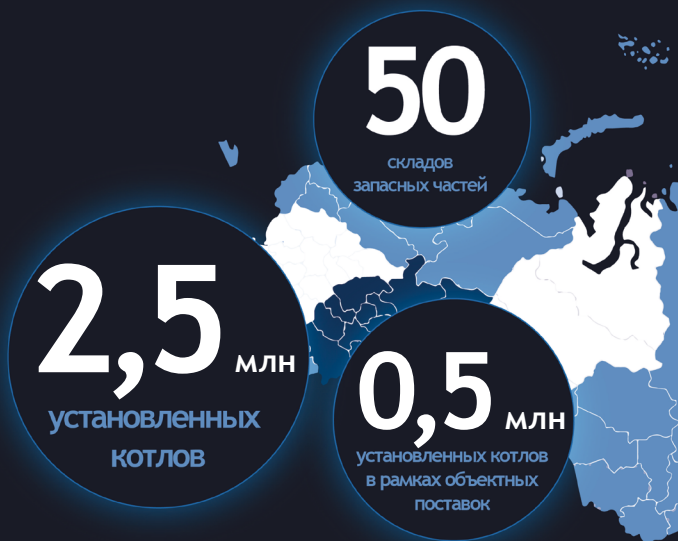 50
складов
запасных частей
2,5 млн
установленных
котлов
0,5 млн
установленных котлов
в рамках объектных
поставок